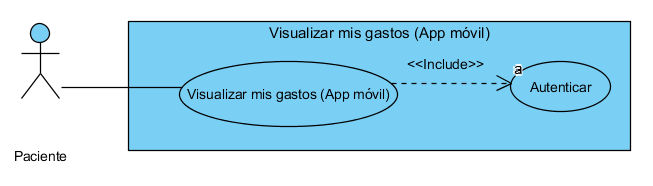 Visualizar mis gastos (App móvil)
<<Include>>
a
Visualizar mis gastos (App móvil)
Autenticar
Paciente